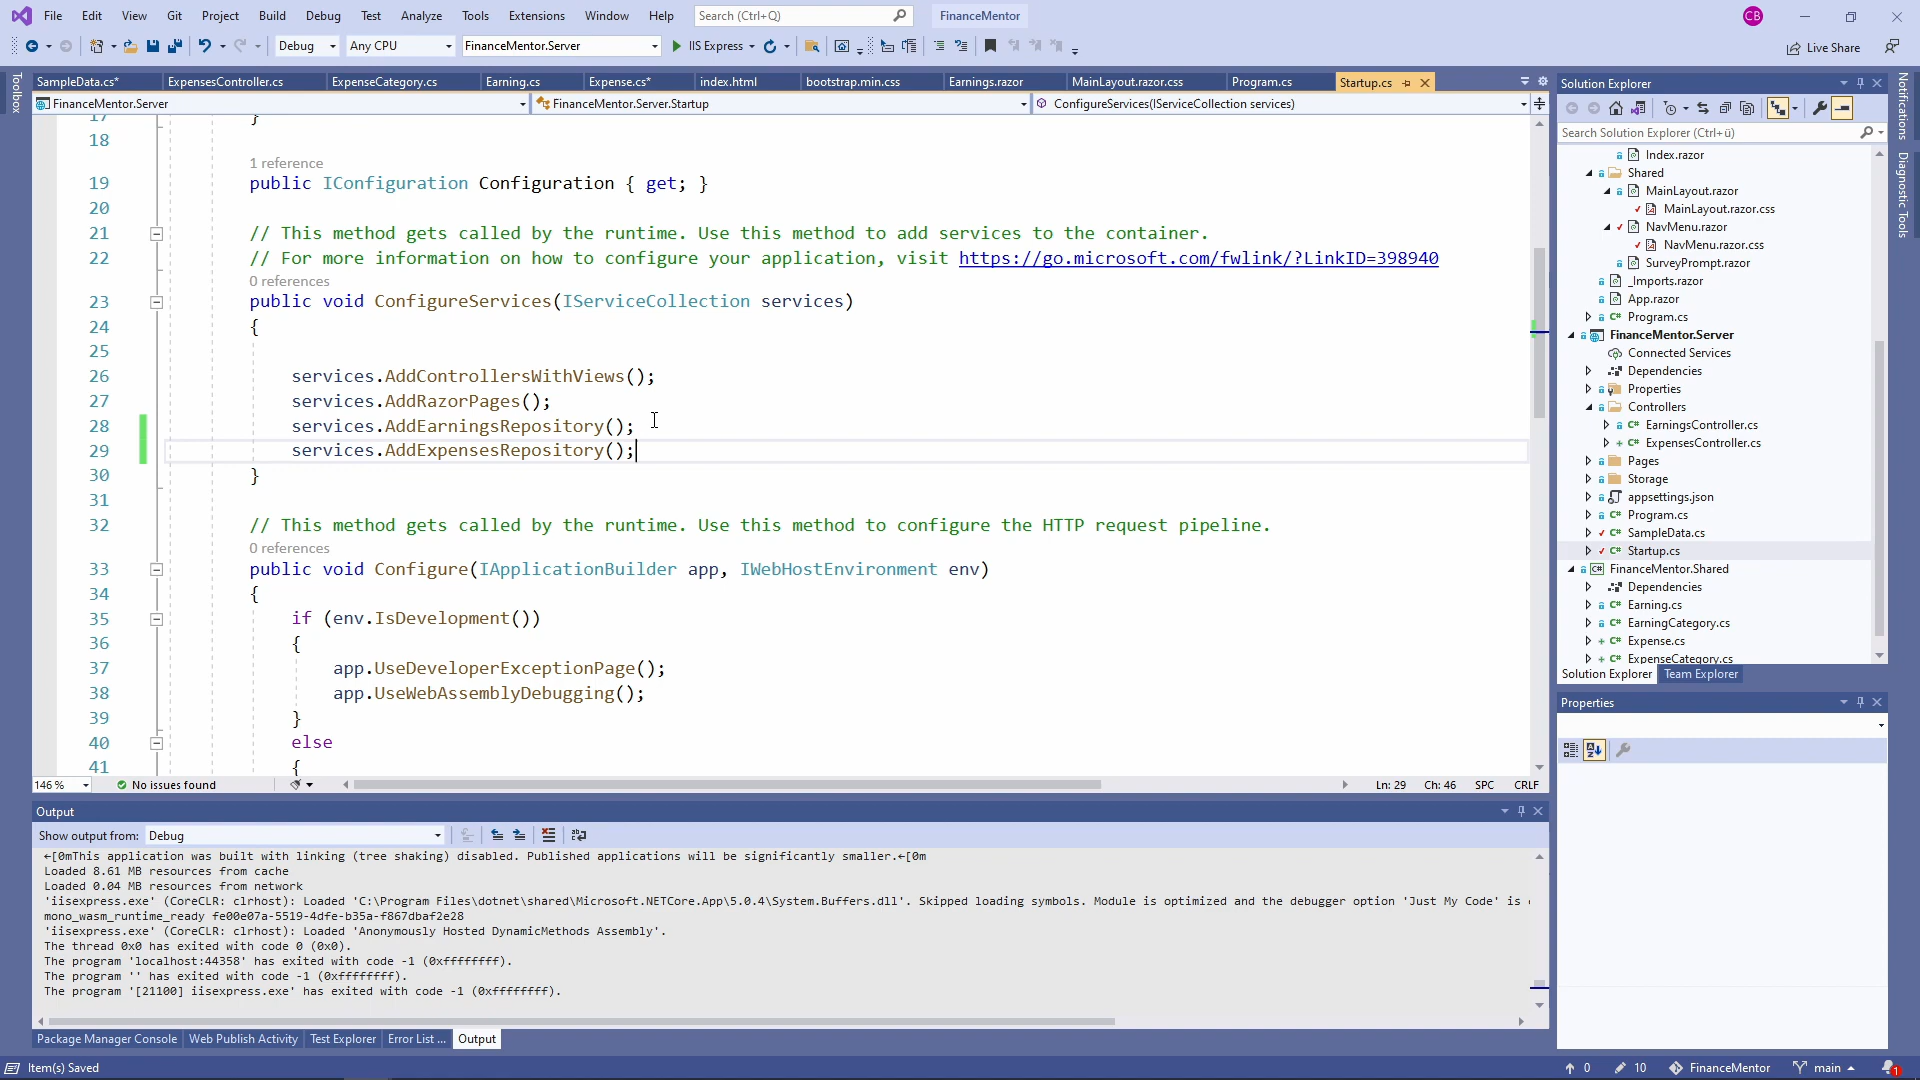 File Edit View Git Project Build Debug Test Analyze Tools Extensions Window Help Search (Ctrl+Q) FinanceMentor CB
Debug Any CPU FinanceMentor.Server IIS Express Live Share
SampleData.cs* ExpensesController.cs ExpenseCategory.cs Earning.cs Expense.cs* index.html bootstrap.min.css Earnings.razor MainLayout.razor.css Program.cs Startup.cs
FinanceMentor.Server FinanceMentor.Server.Startup ConfigureServices(IServiceCollection services)
Toolbox
17 }
18
1 reference
19 public IConfiguration Configuration { get; }
20
21 // This method gets called by the runtime. Use this method to add services to the container.
22 // For more information on how to configure your application, visit https://go.microsoft.com/fwlink/?LinkID=398940
0 references
23 public void ConfigureServices(IServiceCollection services)
24 {
25
26 services.AddControllersWithViews();
27 services.AddRazorPages();
28 services.AddEarningsRepository();
29 services.AddExpensesRepository();
30 }
31
32 // This method gets called by the runtime. Use this method to configure the HTTP request pipeline.
0 references
33 public void Configure(IApplicationBuilder app, IWebHostEnvironment env)
34 {
35 if (env.IsDevelopment())
36 {
37 app.UseDeveloperExceptionPage();
38 app.UseWebAssemblyDebugging();
39 }
40 else
41 {
146 % No issues found Ln: 29 Ch: 46 SPC CRLF
Output
Show output from: Debug
←[0mThis application was built with linking (tree shaking) disabled. Published applications will be significantly smaller.←[0m
Loaded 8.61 MB resources from cache
Loaded 0.04 MB resources from network
'iisexpress.exe' (CoreCLR: clrhost): Loaded 'C:\Program Files\dotnet\shared\Microsoft.NETCore.App\5.0.4\System.Buffers.dll'. Skipped loading symbols. Module is optimized and the debugger option 'Just My Code' is
mono_wasm_runtime_ready fe00e07a-5519-4dfe-b35a-f867dbaf2e28
'iisexpress.exe' (CoreCLR: clrhost): Loaded 'Anonymously Hosted DynamicMethods Assembly'.
The thread 0x0 has exited with code 0 (0x0).
The program 'localhost:44358' has exited with code -1 (0xffffffff).
The program '' has exited with code -1 (0xffffffff).
The program '[21100] iisexpress.exe' has exited with code -1 (0xffffffff).
Package Manager Console Web Publish Activity Test Explorer Error List ... Output
Solution Explorer
Search Solution Explorer (Ctrl+ü)
Index.razor
Shared
MainLayout.razor
MainLayout.razor.css
NavMenu.razor
NavMenu.razor.css
SurveyPrompt.razor
_Imports.razor
App.razor
Program.cs
FinanceMentor.Server
Connected Services
Dependencies
Properties
Controllers
EarningsController.cs
ExpensesController.cs
Pages
Storage
appsettings.json
Program.cs
SampleData.cs
Startup.cs
FinanceMentor.Shared
Dependencies
Earning.cs
EarningCategory.cs
Expense.cs
ExpenseCategory.cs
Solution Explorer Team Explorer
Properties
Notifications
Diagnostic Tools
Item(s) Saved 0 10 FinanceMentor main 1